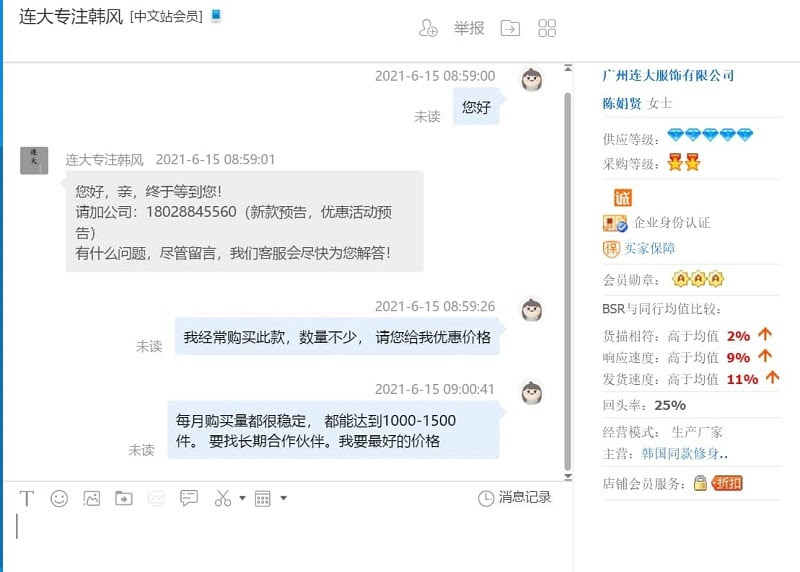 连大专注韩风 [中文站会员]
举报
2021-6-15 08:59:00
未读
您好
连大专注韩风 2021-6-15 08:59:01
您好，亲，终于等到您！
请加公司：18028845560（新款预告，优惠活动预
告）
有什么问题，尽管留言，我们客服会尽快为您解答！
2021-6-15 08:59:26
未读
我经常购买此款，数量不少， 请您给我优惠价格
2021-6-15 09:00:41
每月购买量都很稳定， 都能达到1000-1500
件。 要找长期合作伙伴。我要最好的价格
未读
消息记录
广州连大服饰有限公司
陈娟贤 女士
供应等级：
采购等级：
诚
企业身份认证
保 买家保障
会员勋章： A A A
BSR与同行均值比较：
货描相符：高于均值 2%
响应速度：高于均值 9%
发货速度：高于均值 11%
回头率：25%
经营模式： 生产厂家
主营：韩国同款修身..
店铺会员服务： 折扣